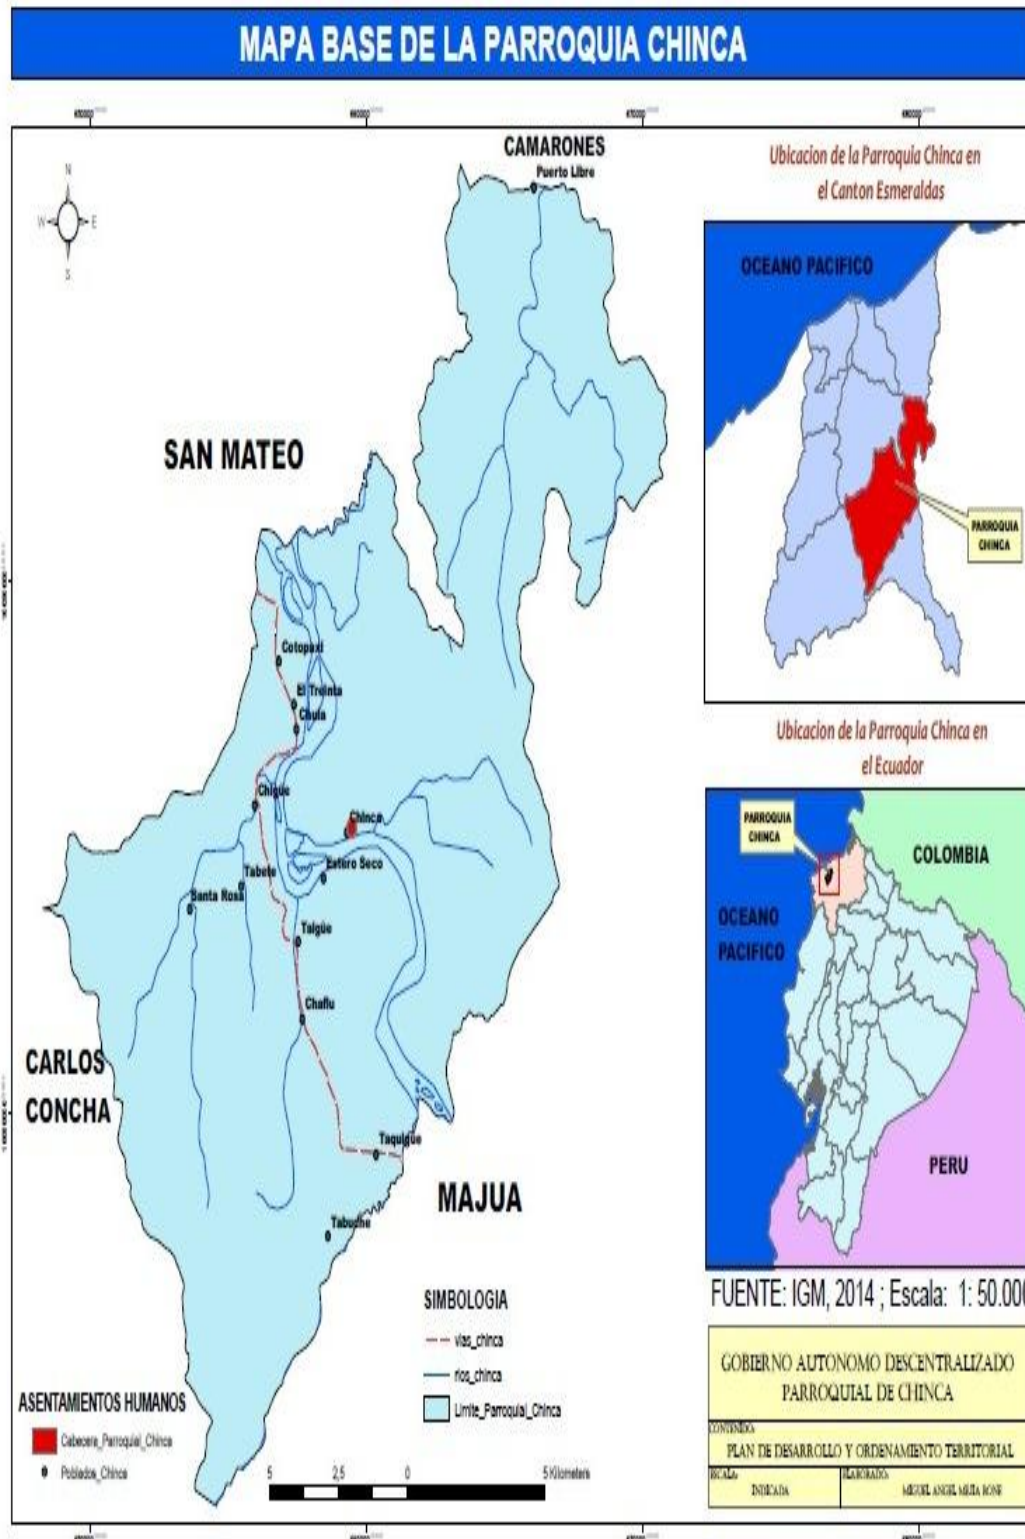 MAPA BASE DE LA PARROQUIA CHINCA
N
W
E
S
CAMARONES
Puerto Libre
SAN MATEO
Cotopaxi
El Treinta
Chula
Chigüe
Chinca
Estero Seco
Tabete
Santa Rosa
Taigüe
Chaflu
CARLOS
CONCHA
Taquigüe
MAJUA
Tabuche
Ubicacion de la Parroquia Chinca en
el Canton Esmeraldas
OCEANO PACIFICO
PARROQUIA
CHINCA
Ubicacion de la Parroquia Chinca en
el Ecuador
PARROQUIA
CHINCA
COLOMBIA
OCEANO
PACIFICO
PERU
SIMBOLOGIA
vias_chinca
rios_chinca
Limite_Parroquial_Chinca
ASENTAMIENTOS HUMANOS
Cabecera_Parroquial_Chinca
Poblados_Chinca
5 2,5 0 5 Kilometers
FUENTE: IGM, 2014 ; Escala: 1: 50.000
GOBIERNO AUTONOMO DESCENTRALIZADO
PARROQUIAL DE CHINCA
CONTENIDO:
PLAN DE DESARROLLO Y ORDENAMIENTO TERRITORIAL
ESCALA:
INDICADA
ELABORADO:
MIGUEL ANGEL MEJIA BONE